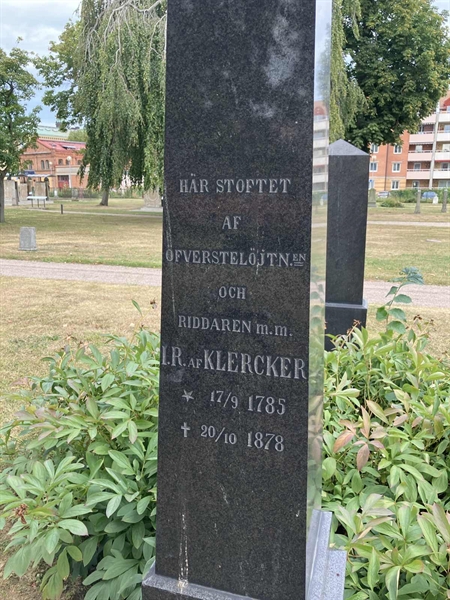 HÄR STOFTET
AF
ÖFVERSTELÖJTN.EN
OCH
RIDDAREN m.m.
I.R. AF KLERCKER
* 17/9 1785
† 20/10 1878